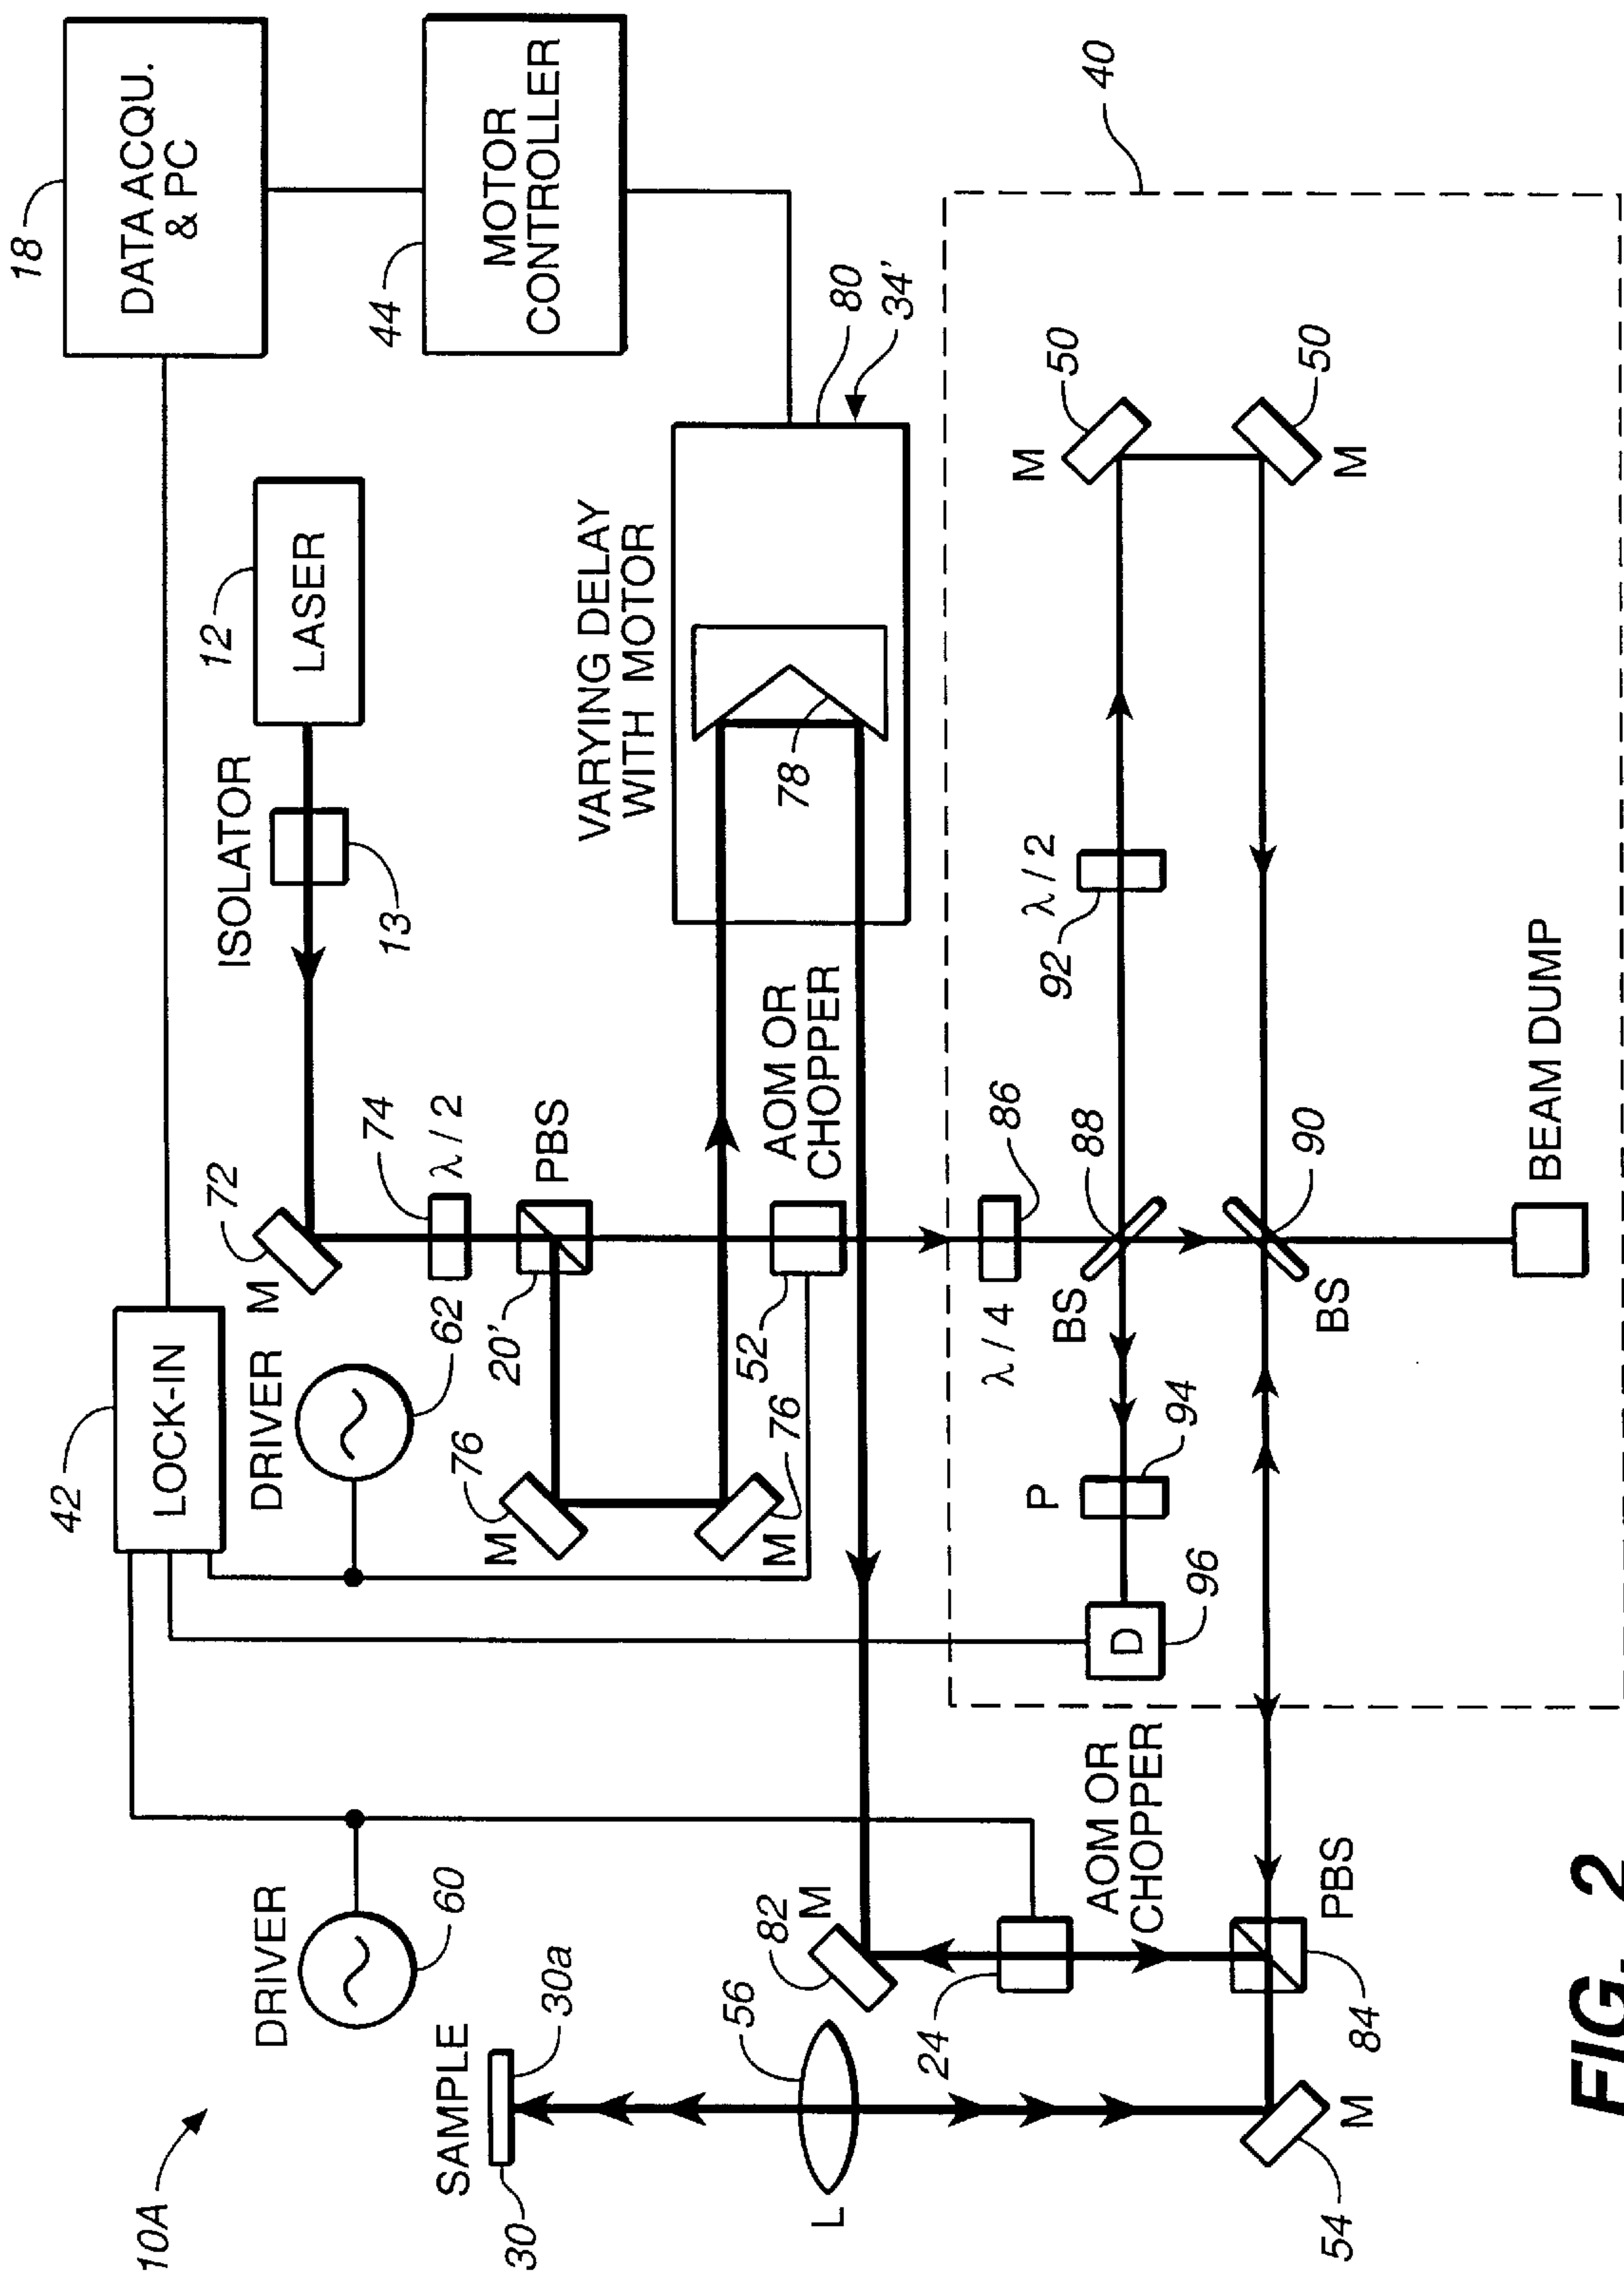 10A
DRIVER
60
SAMPLE
30
30a
L
56
82
M
24
AOM OR
CHOPPER
PBS
84
M
54
42
LOCK-IN
DRIVER
62
M
72
74
λ / 2
PBS
20'
76
M
76
M
52
AOM OR
CHOPPER
ISOLATOR
13
12
LASER
18
DATA ACQU.
& PC
44
MOTOR
CONTROLLER
VARYING DELAY
WITH MOTOR
78
80
34'
40
λ / 4
86
BS
88
BS
90
92
λ / 2
M
50
50
M
P
94
D
96
BEAM DUMP
FIG. 2